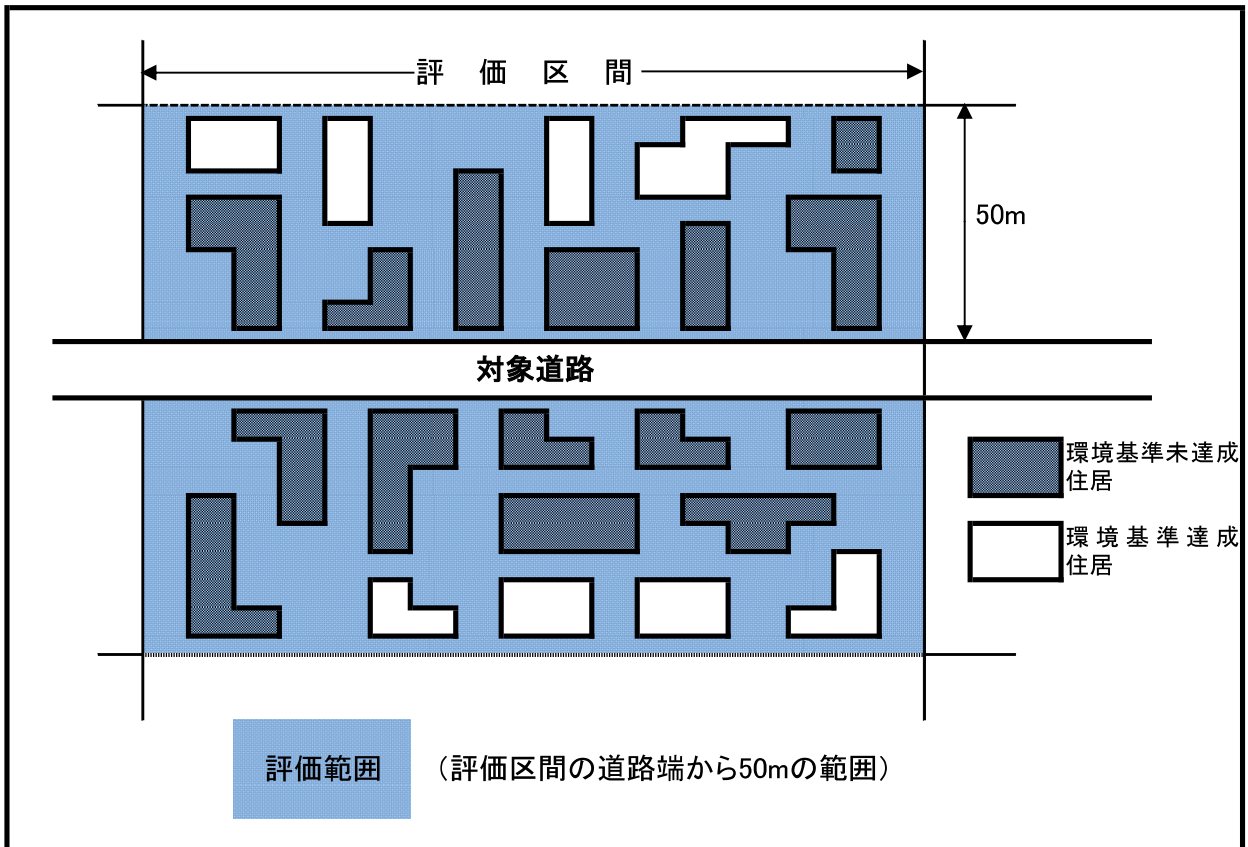 評価区間
50m
対象道路
環境基準未達成
住居
環境基準達成
住居
評価範囲 （評価区間の道路端から50mの範囲）